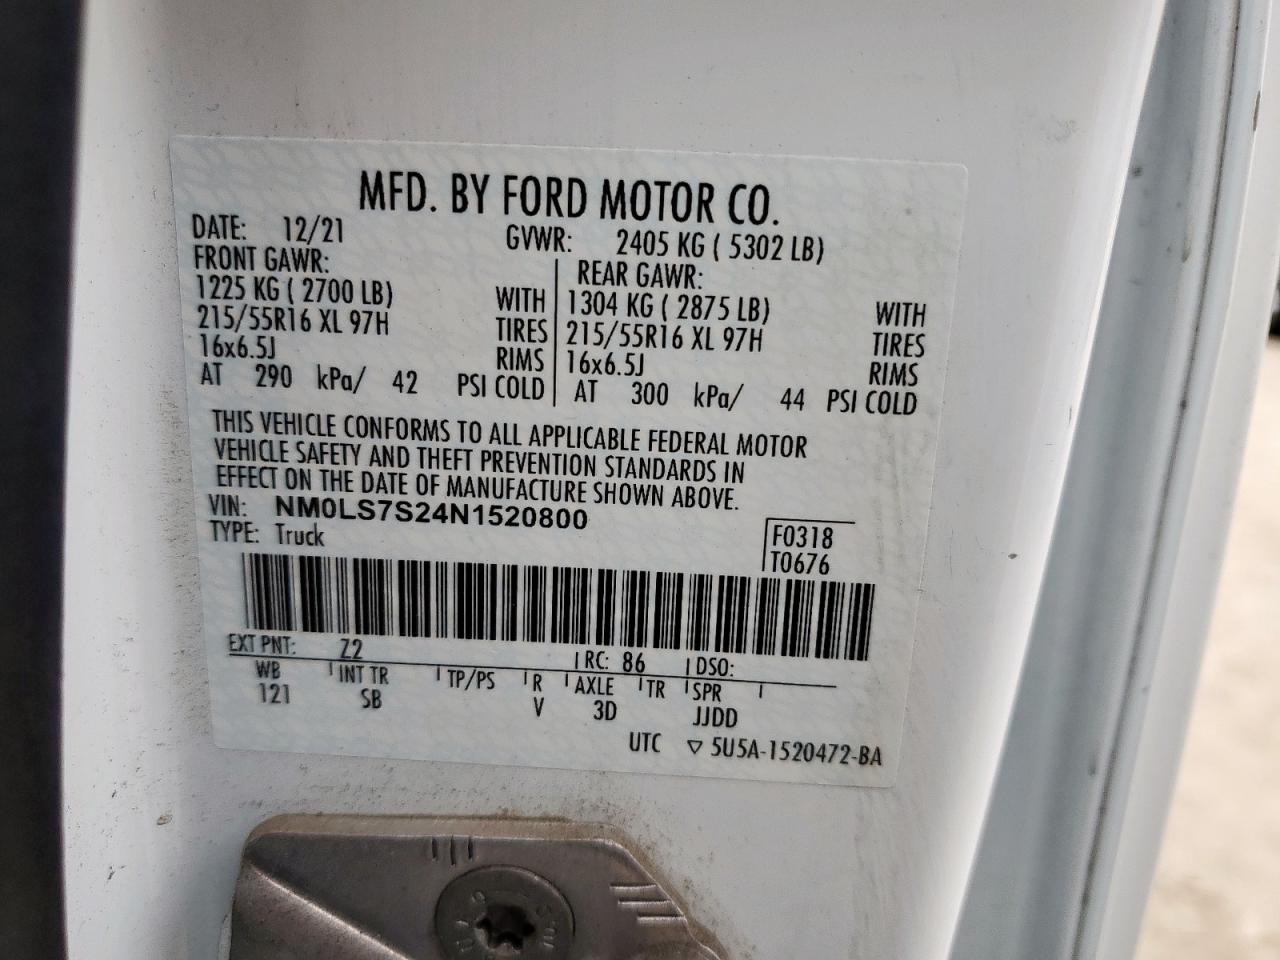 MFD. BY FORD MOTOR CO.
DATE: 12/21 GVWR: 2405 KG ( 5302 LB)
FRONT GAWR:
1225 KG ( 2700 LB) WITH
215/55R16 XL 97H TIRES
16x6.5J RIMS
AT 290 kPa/ 42 PSI COLD
REAR GAWR:
1304 KG ( 2875 LB) WITH
215/55R16 XL 97H TIRES
16x6.5J RIMS
AT 300 kPa/ 44 PSI COLD
THIS VEHICLE CONFORMS TO ALL APPLICABLE FEDERAL MOTOR
VEHICLE SAFETY AND THEFT PREVENTION STANDARDS IN
EFFECT ON THE DATE OF MANUFACTURE SHOWN ABOVE.
VIN: NM0LS7S24N1520800
TYPE: Truck
F0318
T0676
EXT PNT: Z2 RC: 86 DSO:
WB INT TR TP/PS R AXLE TR SPR
121 SB V 3D JJDD
UTC ▽ 5U5A-1520472-BA